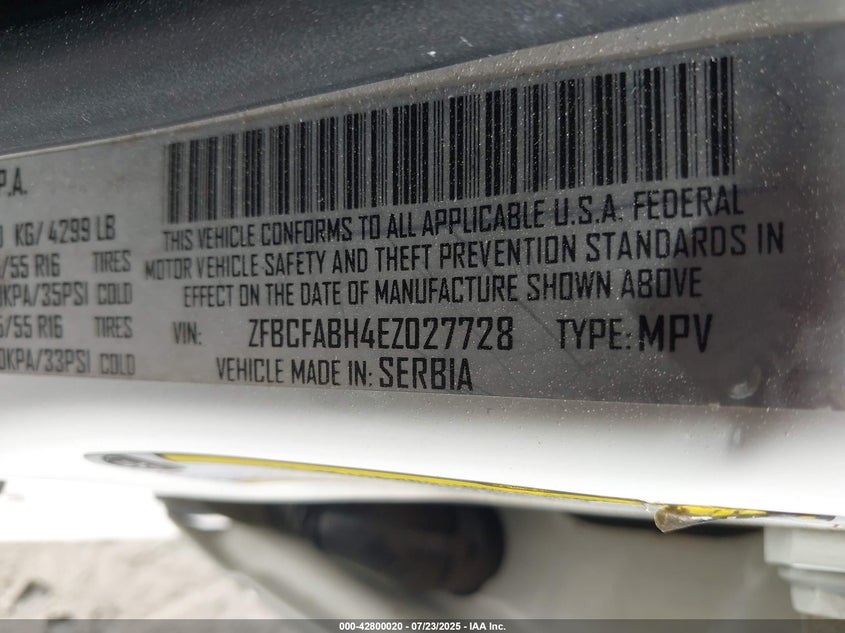 P.A.
KG/ 4299 LB
/55 R16 TIRES
KPA/35PSI COLD
/55 R16 TIRES
KPA/33PSI COLD
THIS VEHICLE CONFORMS TO ALL APPLICABLE U.S.A. FEDERAL
MOTOR VEHICLE SAFETY AND THEFT PREVENTION STANDARDS IN
EFFECT ON THE DATE OF MANUFACTURE SHOWN ABOVE
VIN: ZFBCFABH4EZ027728 TYPE: MPV
VEHICLE MADE IN: SERBIA
000-42800020 - 07/23/2025 - IAA Inc.